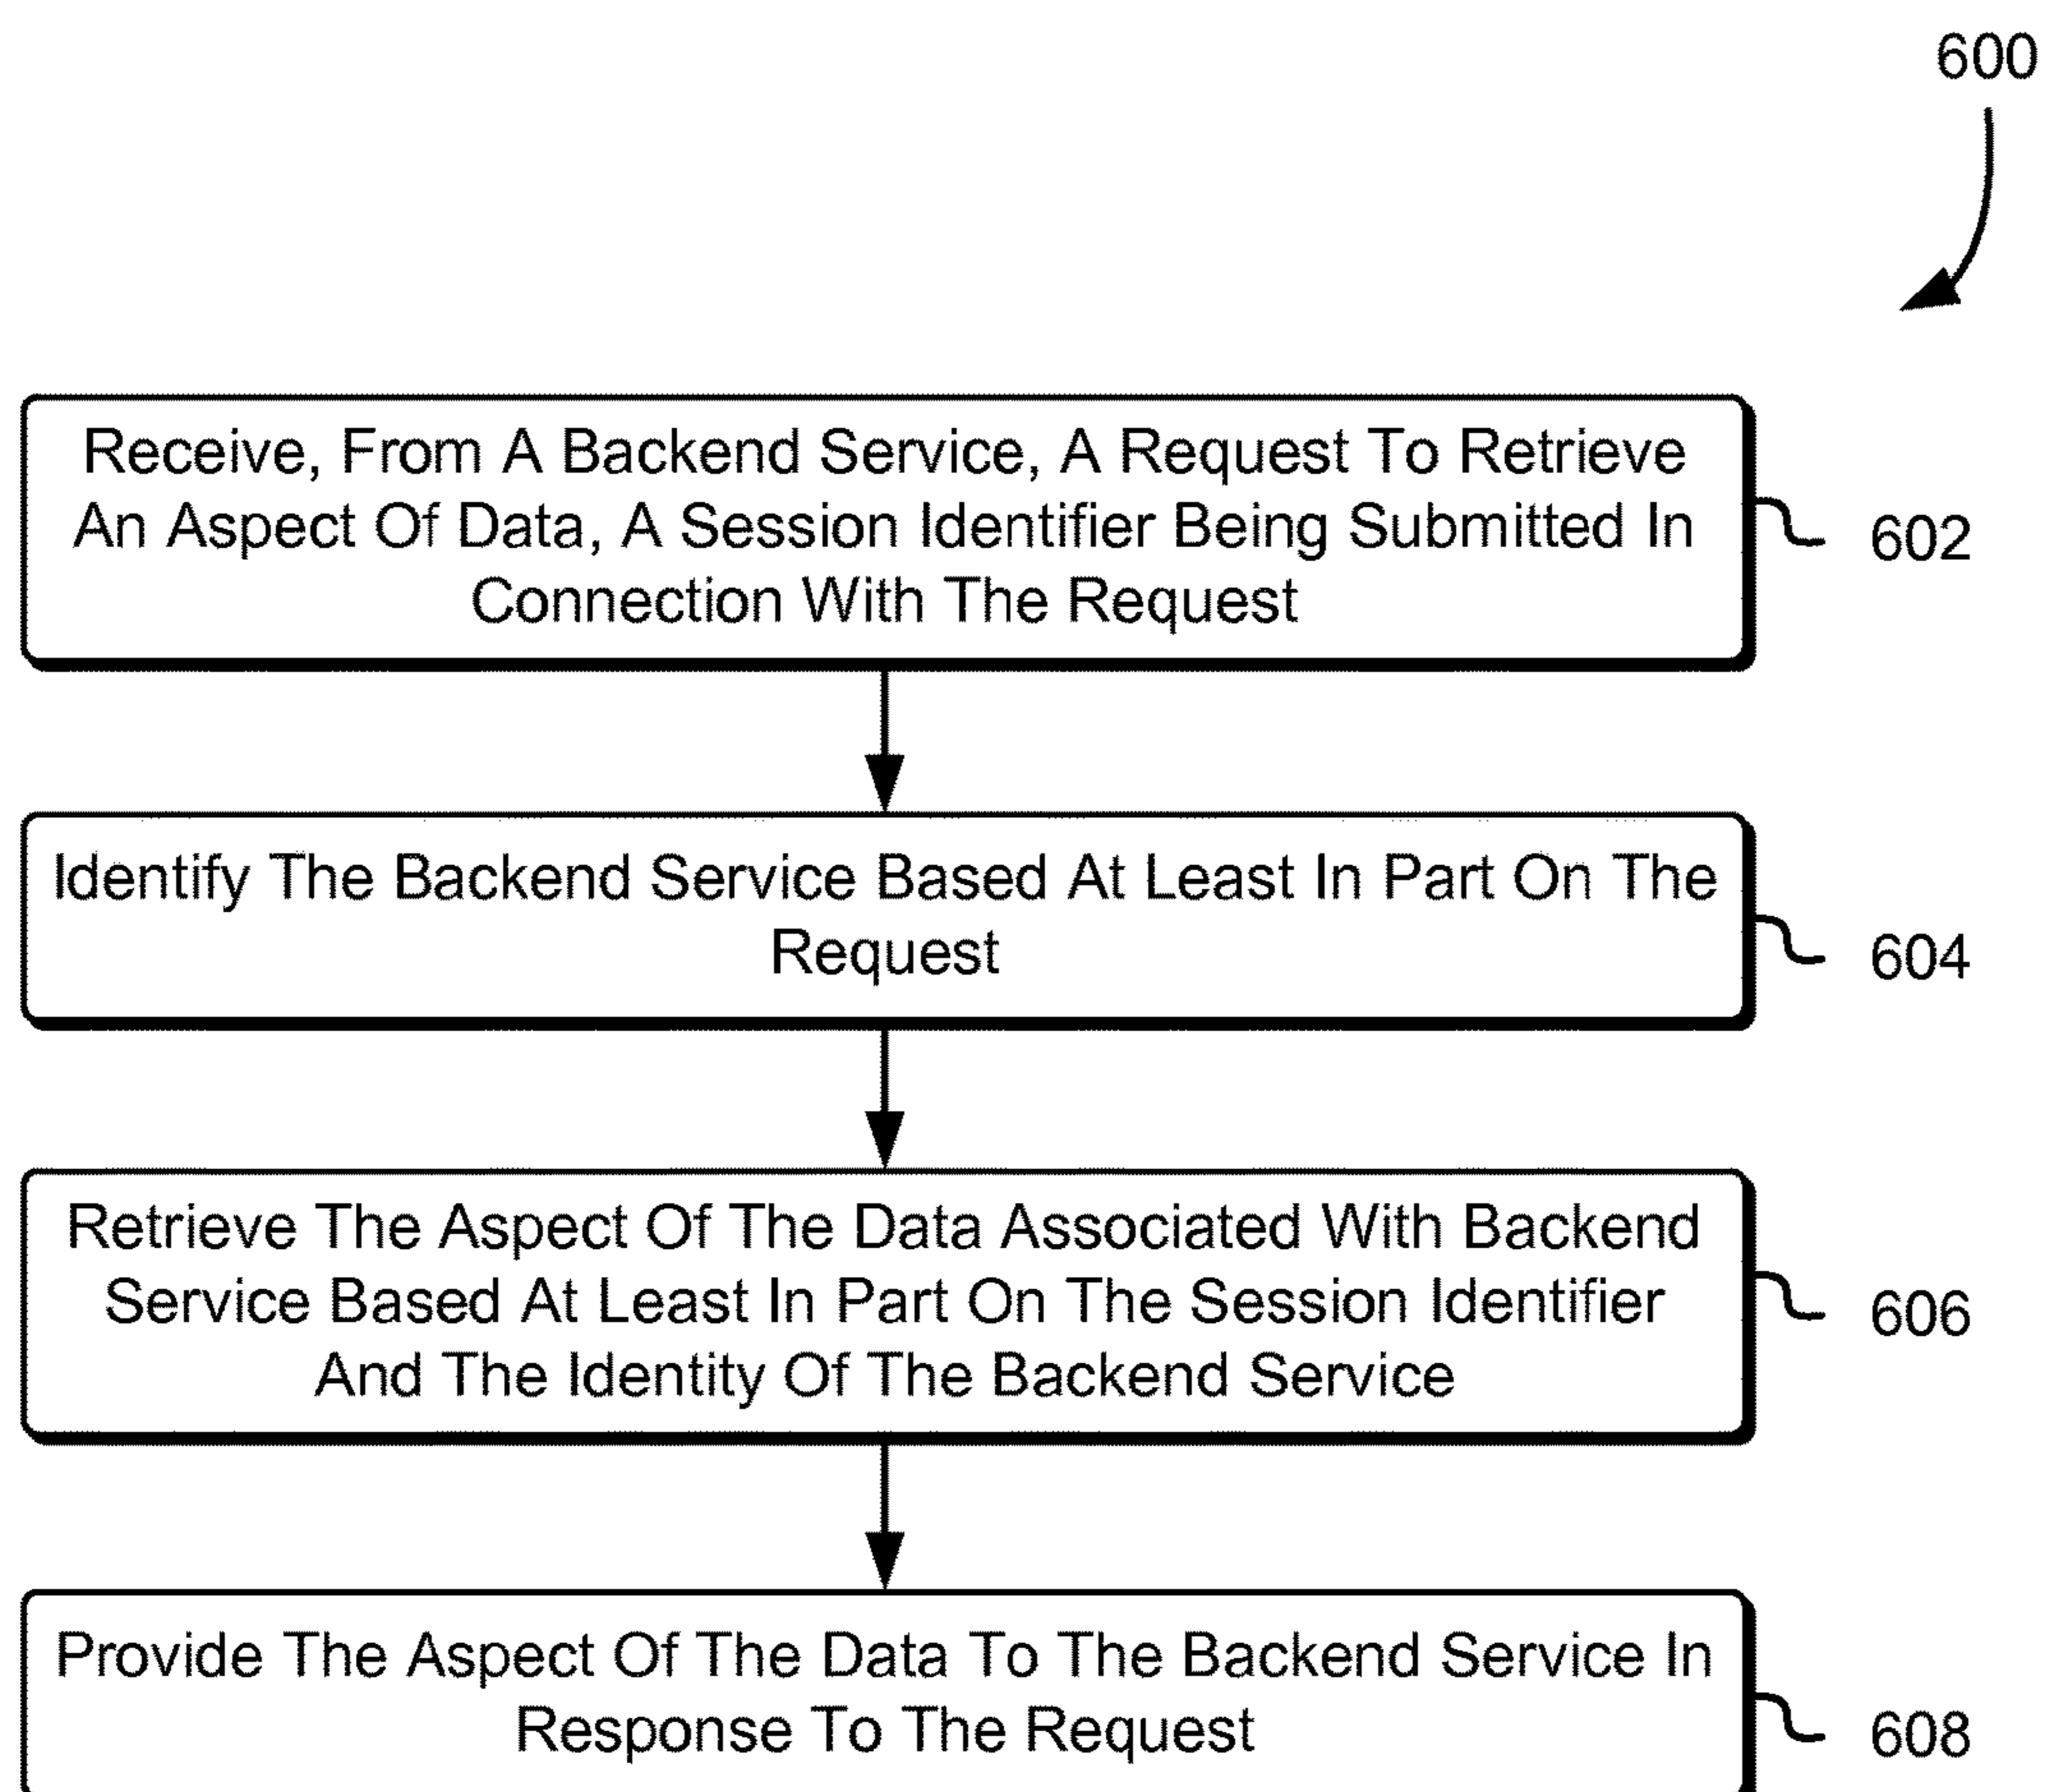 600
Receive, From A Backend Service, A Request To Retrieve
An Aspect Of Data, A Session Identifier Being Submitted In
Connection With The Request
602
Identify The Backend Service Based At Least In Part On The
Request
604
Retrieve The Aspect Of The Data Associated With Backend
Service Based At Least In Part On The Session Identifier
And The Identity Of The Backend Service
606
Provide The Aspect Of The Data To The Backend Service In
Response To The Request
608